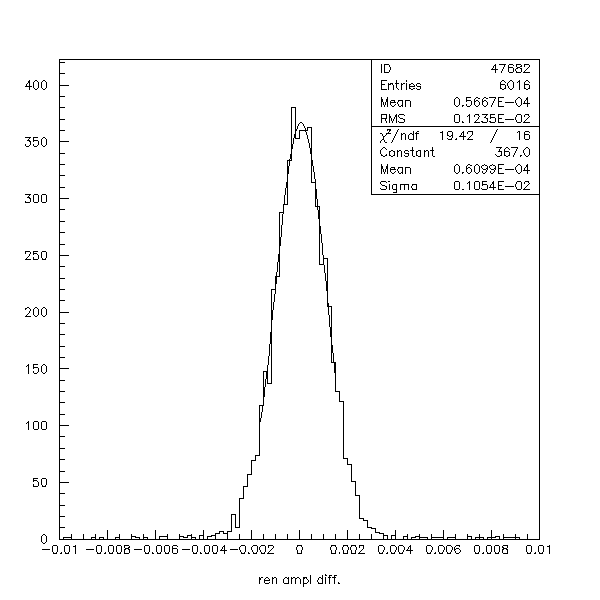 ID 47682
Entries 6016
Mean 0.5667E-04
RMS 0.1235E-02
χ²/ndf 19.42 / 16
Constant 367.0
Mean 0.6099E-04
Sigma 0.1054E-02
400
350
300
250
200
150
100
50
0
-0.01 -0.008 -0.006 -0.004 -0.002 0 0.002 0.004 0.006 0.008 0.01
ren ampl diff.